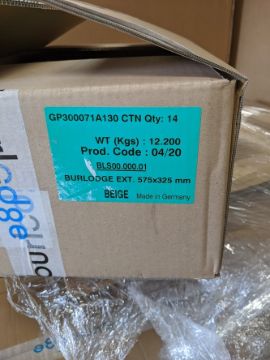 GP300071A130 CTN Qty: 14
WT (Kgs) : 12.200
Prod. Code : 04/20
BLS00.000.01
BURLODGE EXT. 575x325 mm
BEIGE
Made in Germany